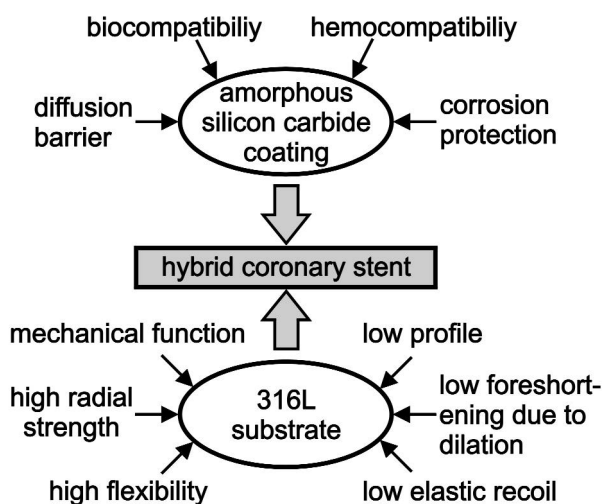 biocompatibiliy
hemocompatibiliy
diffusion
barrier
amorphous
silicon carbide
coating
corrosion
protection
hybrid coronary stent
mechanical function
low profile
high radial
strength
316L
substrate
low foreshort-
ening due to
dilation
high flexibility
low elastic recoil